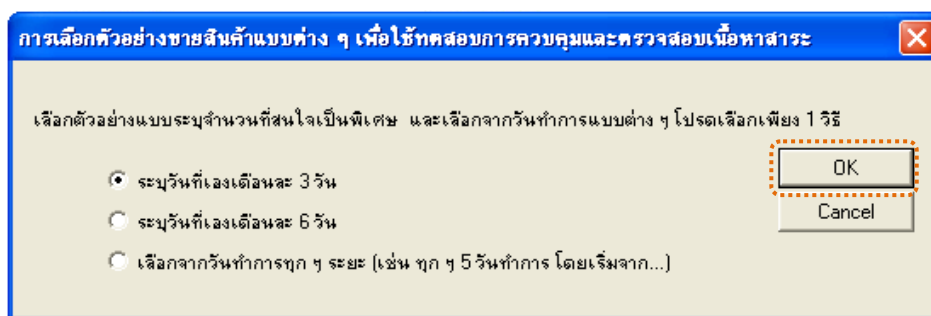 การเลือกตัวอย่างขายสินค้าแบบต่าง ๆ เพื่อใช้ทดสอบการควบคุมและตรวจสอบเนื้อหาสาระ
เลือกตัวอย่างแบบระบุจำนวนที่สนใจเป็นพิเศษ และเลือกจากวันทำการแบบต่าง ๆ โปรดเลือกเพียง 1 วิธี
OK
ระบุวันที่เองเดือนละ 3 วัน
Cancel
ระบุวันที่เองเดือนละ 6 วัน
เลือกจากวันทำการทุก ๆ ระยะ (เช่น ทุก ๆ 5 วันทำการ โดยเริ่มจาก...)